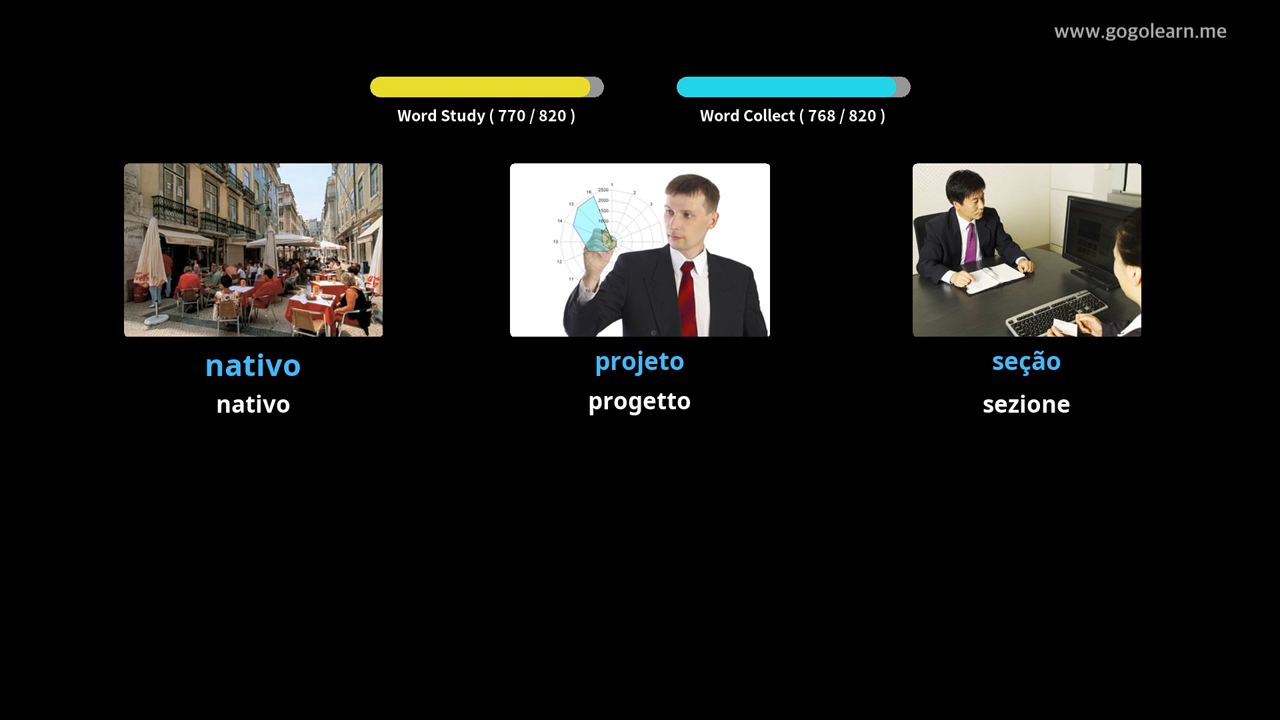 www.gogolearn.me
Word Study ( 770 / 820 )
Word Collect ( 768 / 820 )
nativo
nativo
projeto
progetto
seção
sezione